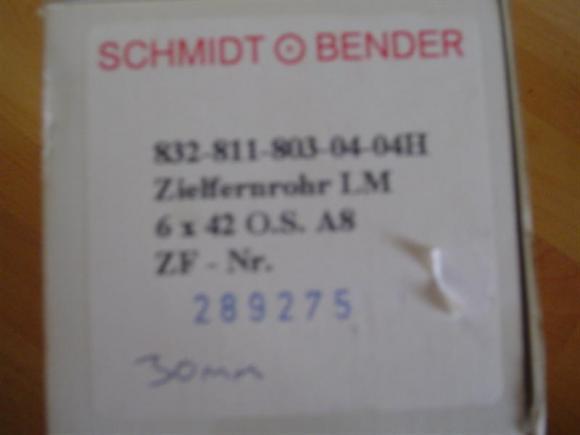 SCHMIDT BENDER
832-811-803-04-04H
Zielfernrohr LM
6 x 42 O.S. A8
ZF - Nr.
289275
30mm